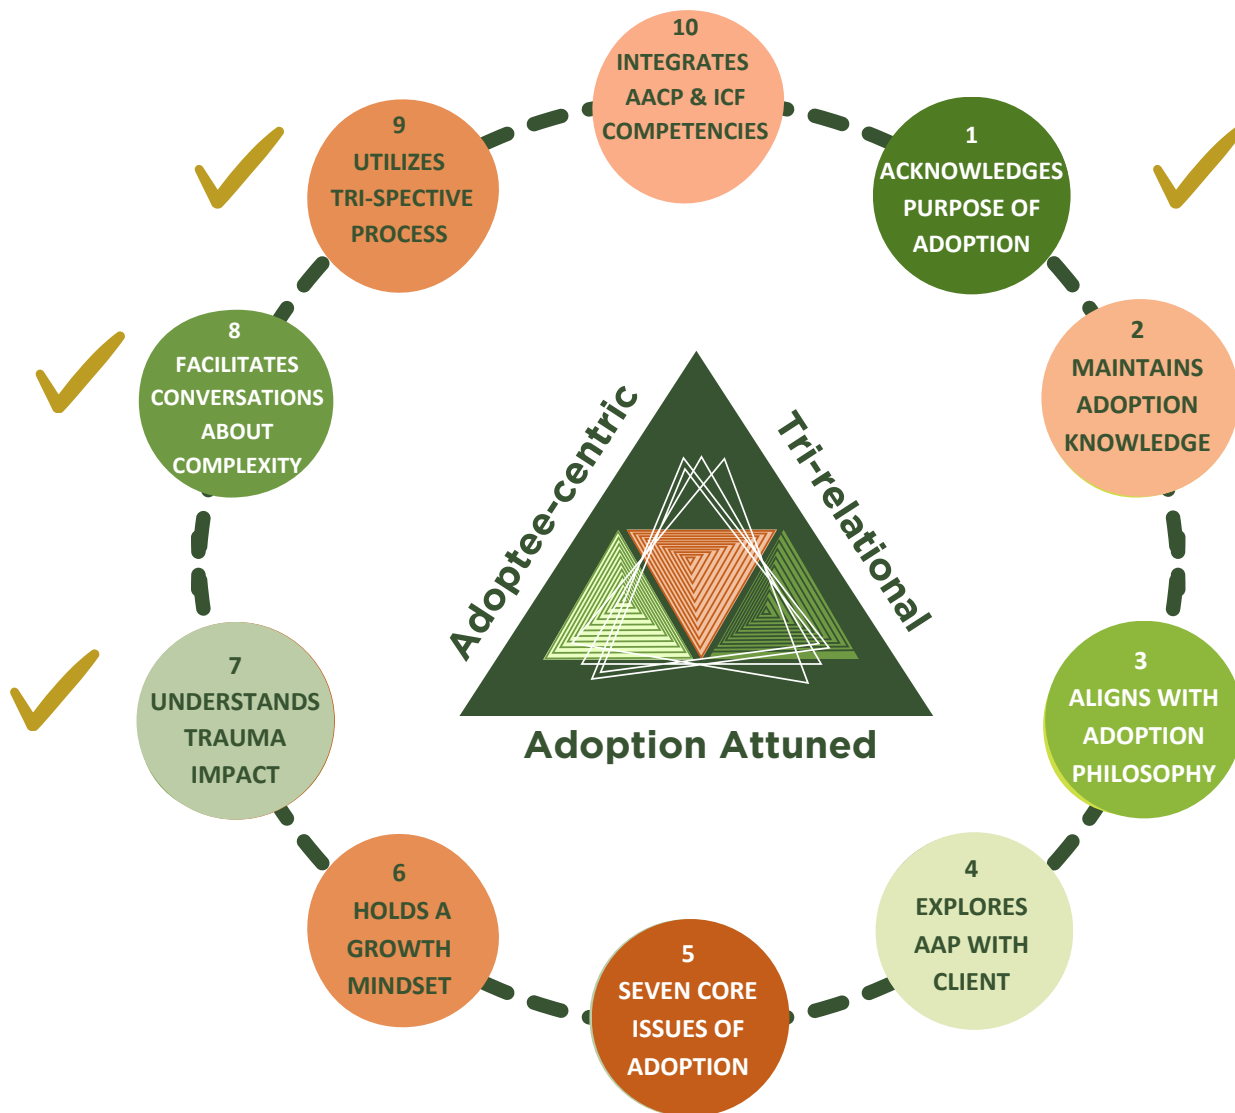 10
INTEGRATES
AACP & ICF
COMPETENCIES
1
ACKNOWLEDGES
PURPOSE OF
ADOPTION
2
MAINTAINS
ADOPTION
KNOWLEDGE
3
ALIGNS WITH
ADOPTION
PHILOSOPHY
4
EXPLORES
AAP WITH
CLIENT
5
SEVEN CORE
ISSUES OF
ADOPTION
6
HOLDS A
GROWTH
MINDSET
7
UNDERSTANDS
TRAUMA
IMPACT
8
FACILITATES
CONVERSATIONS
ABOUT
COMPLEXITY
9
UTILIZES
TRI-SPECTIVE
PROCESS
Adoptee-centric
Tri-relational
Adoption Attuned